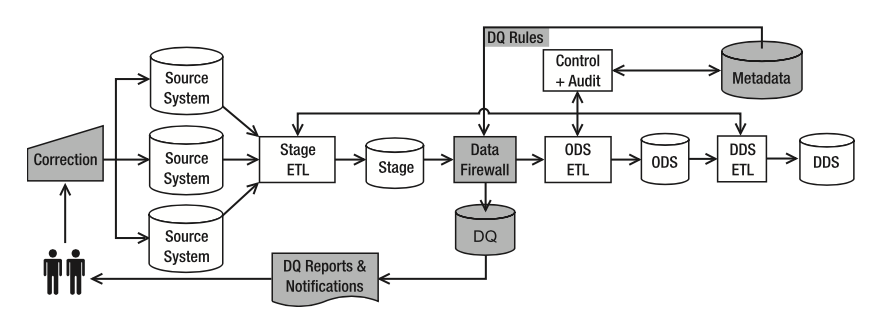 DQ Rules
Control
+ Audit
Metadata
Source
System
Correction
Source
System
Stage
ETL
Stage
Data
Firewall
ODS
ETL
ODS
DDS
ETL
DDS
Source
System
DQ
DQ Reports &
Notifications